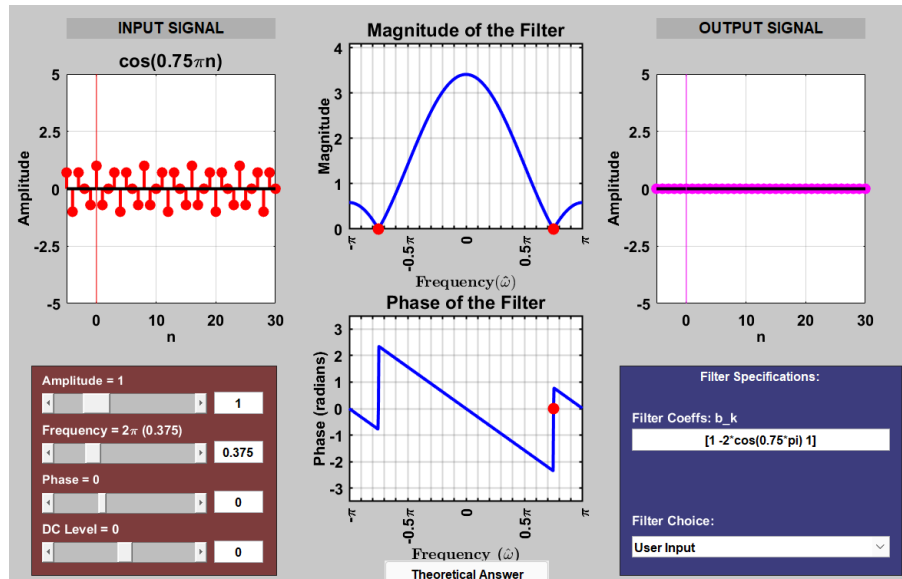 INPUT SIGNAL
cos(0.75πn)
Amplitude
5
2.5
0
-2.5
-5
0
10
20
30
n
Magnitude of the Filter
Magnitude
4
3
2
1
0
-π
-0.5π
0
0.5π
π
Frequency(ω̂)
OUTPUT SIGNAL
Amplitude
5
2.5
0
-2.5
-5
0
10
20
30
n
Phase of the Filter
Phase (radians)
3
2
1
0
-1
-2
-3
-π
-0.5π
0
0.5π
π
Frequency (ω̂)
Theoretical Answer
Amplitude = 1
1
Frequency = 2π (0.375)
0.375
Phase = 0
0
DC Level = 0
0
Filter Specifications:
Filter Coeffs: b_k
[1 -2*cos(0.75*pi) 1]
Filter Choice:
User Input